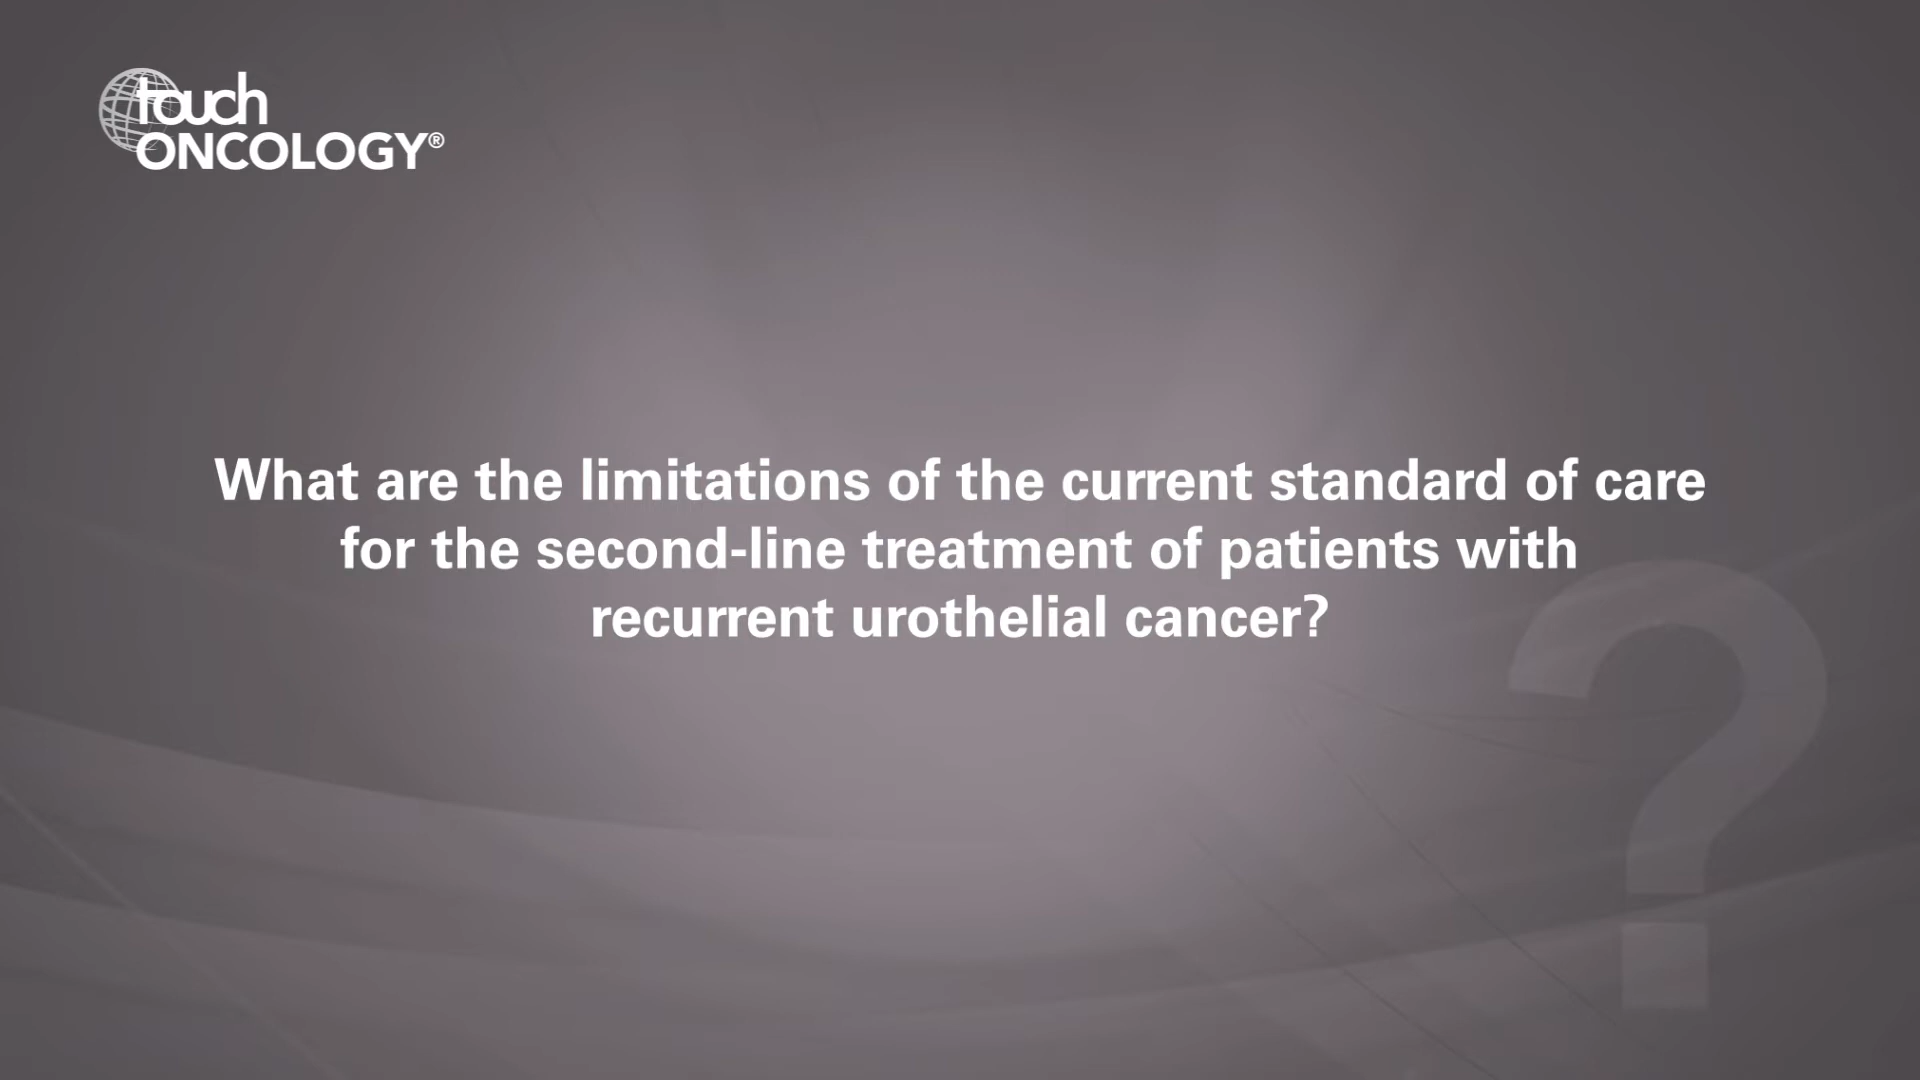 touch
ONCOLOGY®
What are the limitations of the current standard of care
for the second-line treatment of patients with
recurrent urothelial cancer?
?